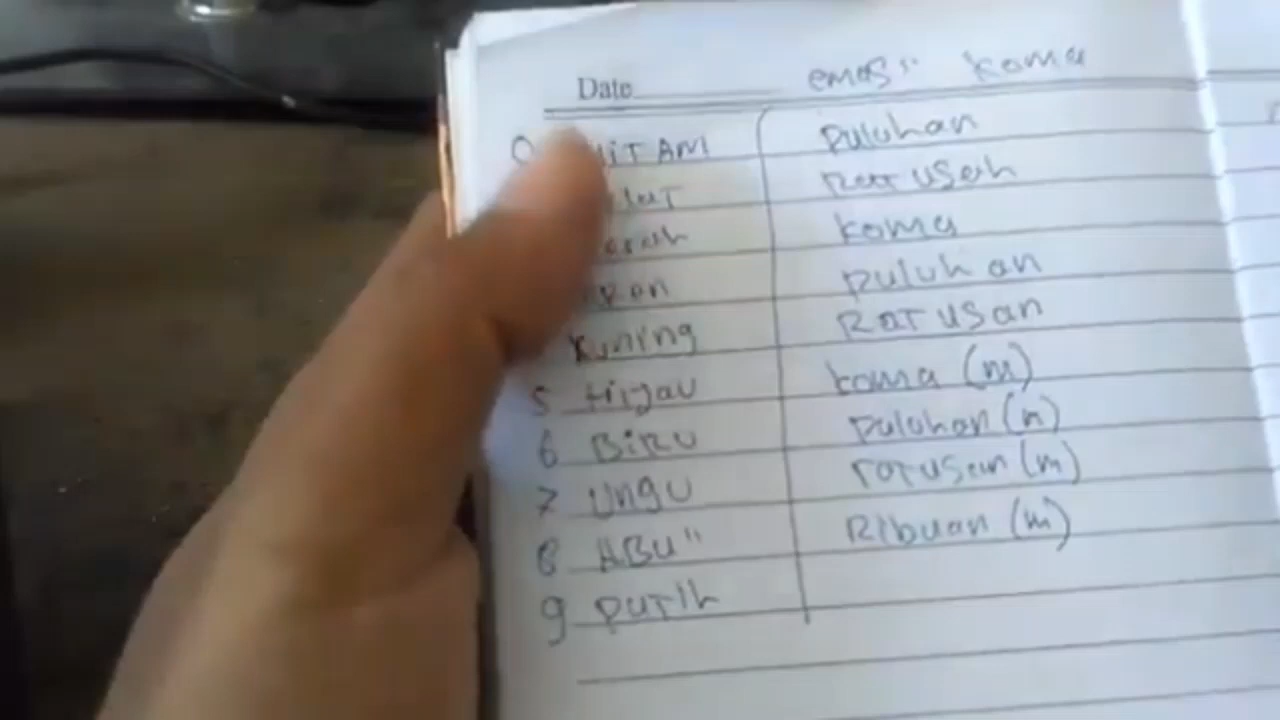 Date emas" koma
0 HITAM puluhan
Ratusan
koma
puluhan
Kuning Ratusan
5 Hijau koma (m)
6 BiRU puluhan (m)
7 Ungu ratusan (m)
8 ABU" Ribuan (m)
9 putih